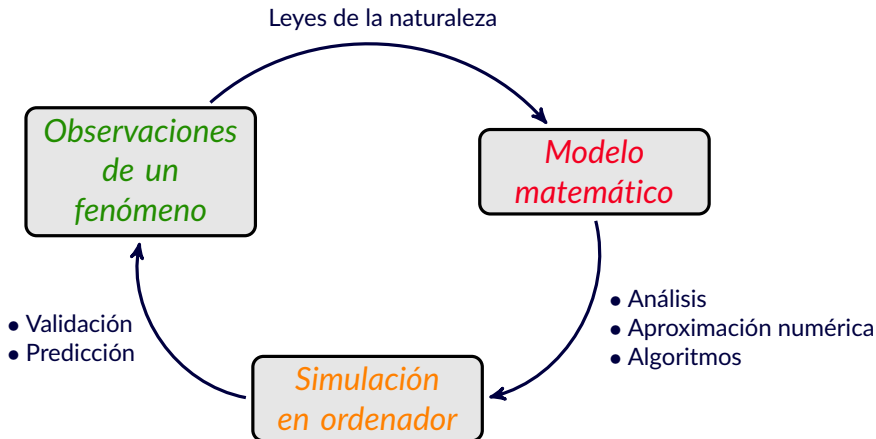 Leyes de la naturaleza
Observaciones
de un
fenómeno
Modelo
matemático
• Análisis
• Aproximación numérica
• Algoritmos
• Validación
• Predicción
Simulación
en ordenador